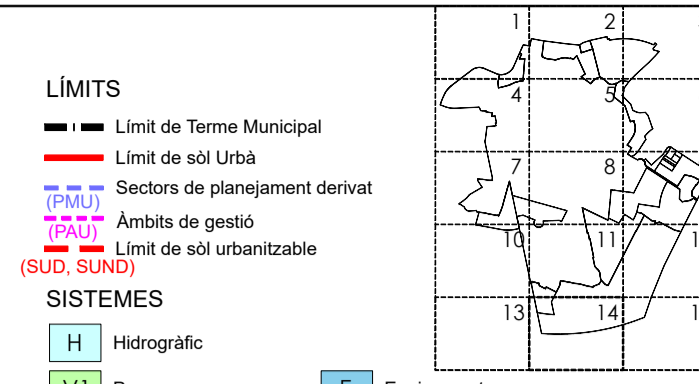 LÍMITS
Límit de Terme Municipal
Límit de sòl Urbà
Sectors de planejament derivat
(PMU)
Àmbits de gestió
(PAU)
Límit de sòl urbanitzable
(SUD, SUND)
SISTEMES
H Hidrogràfic
1 2
4 5
7 8
10 11
13 14